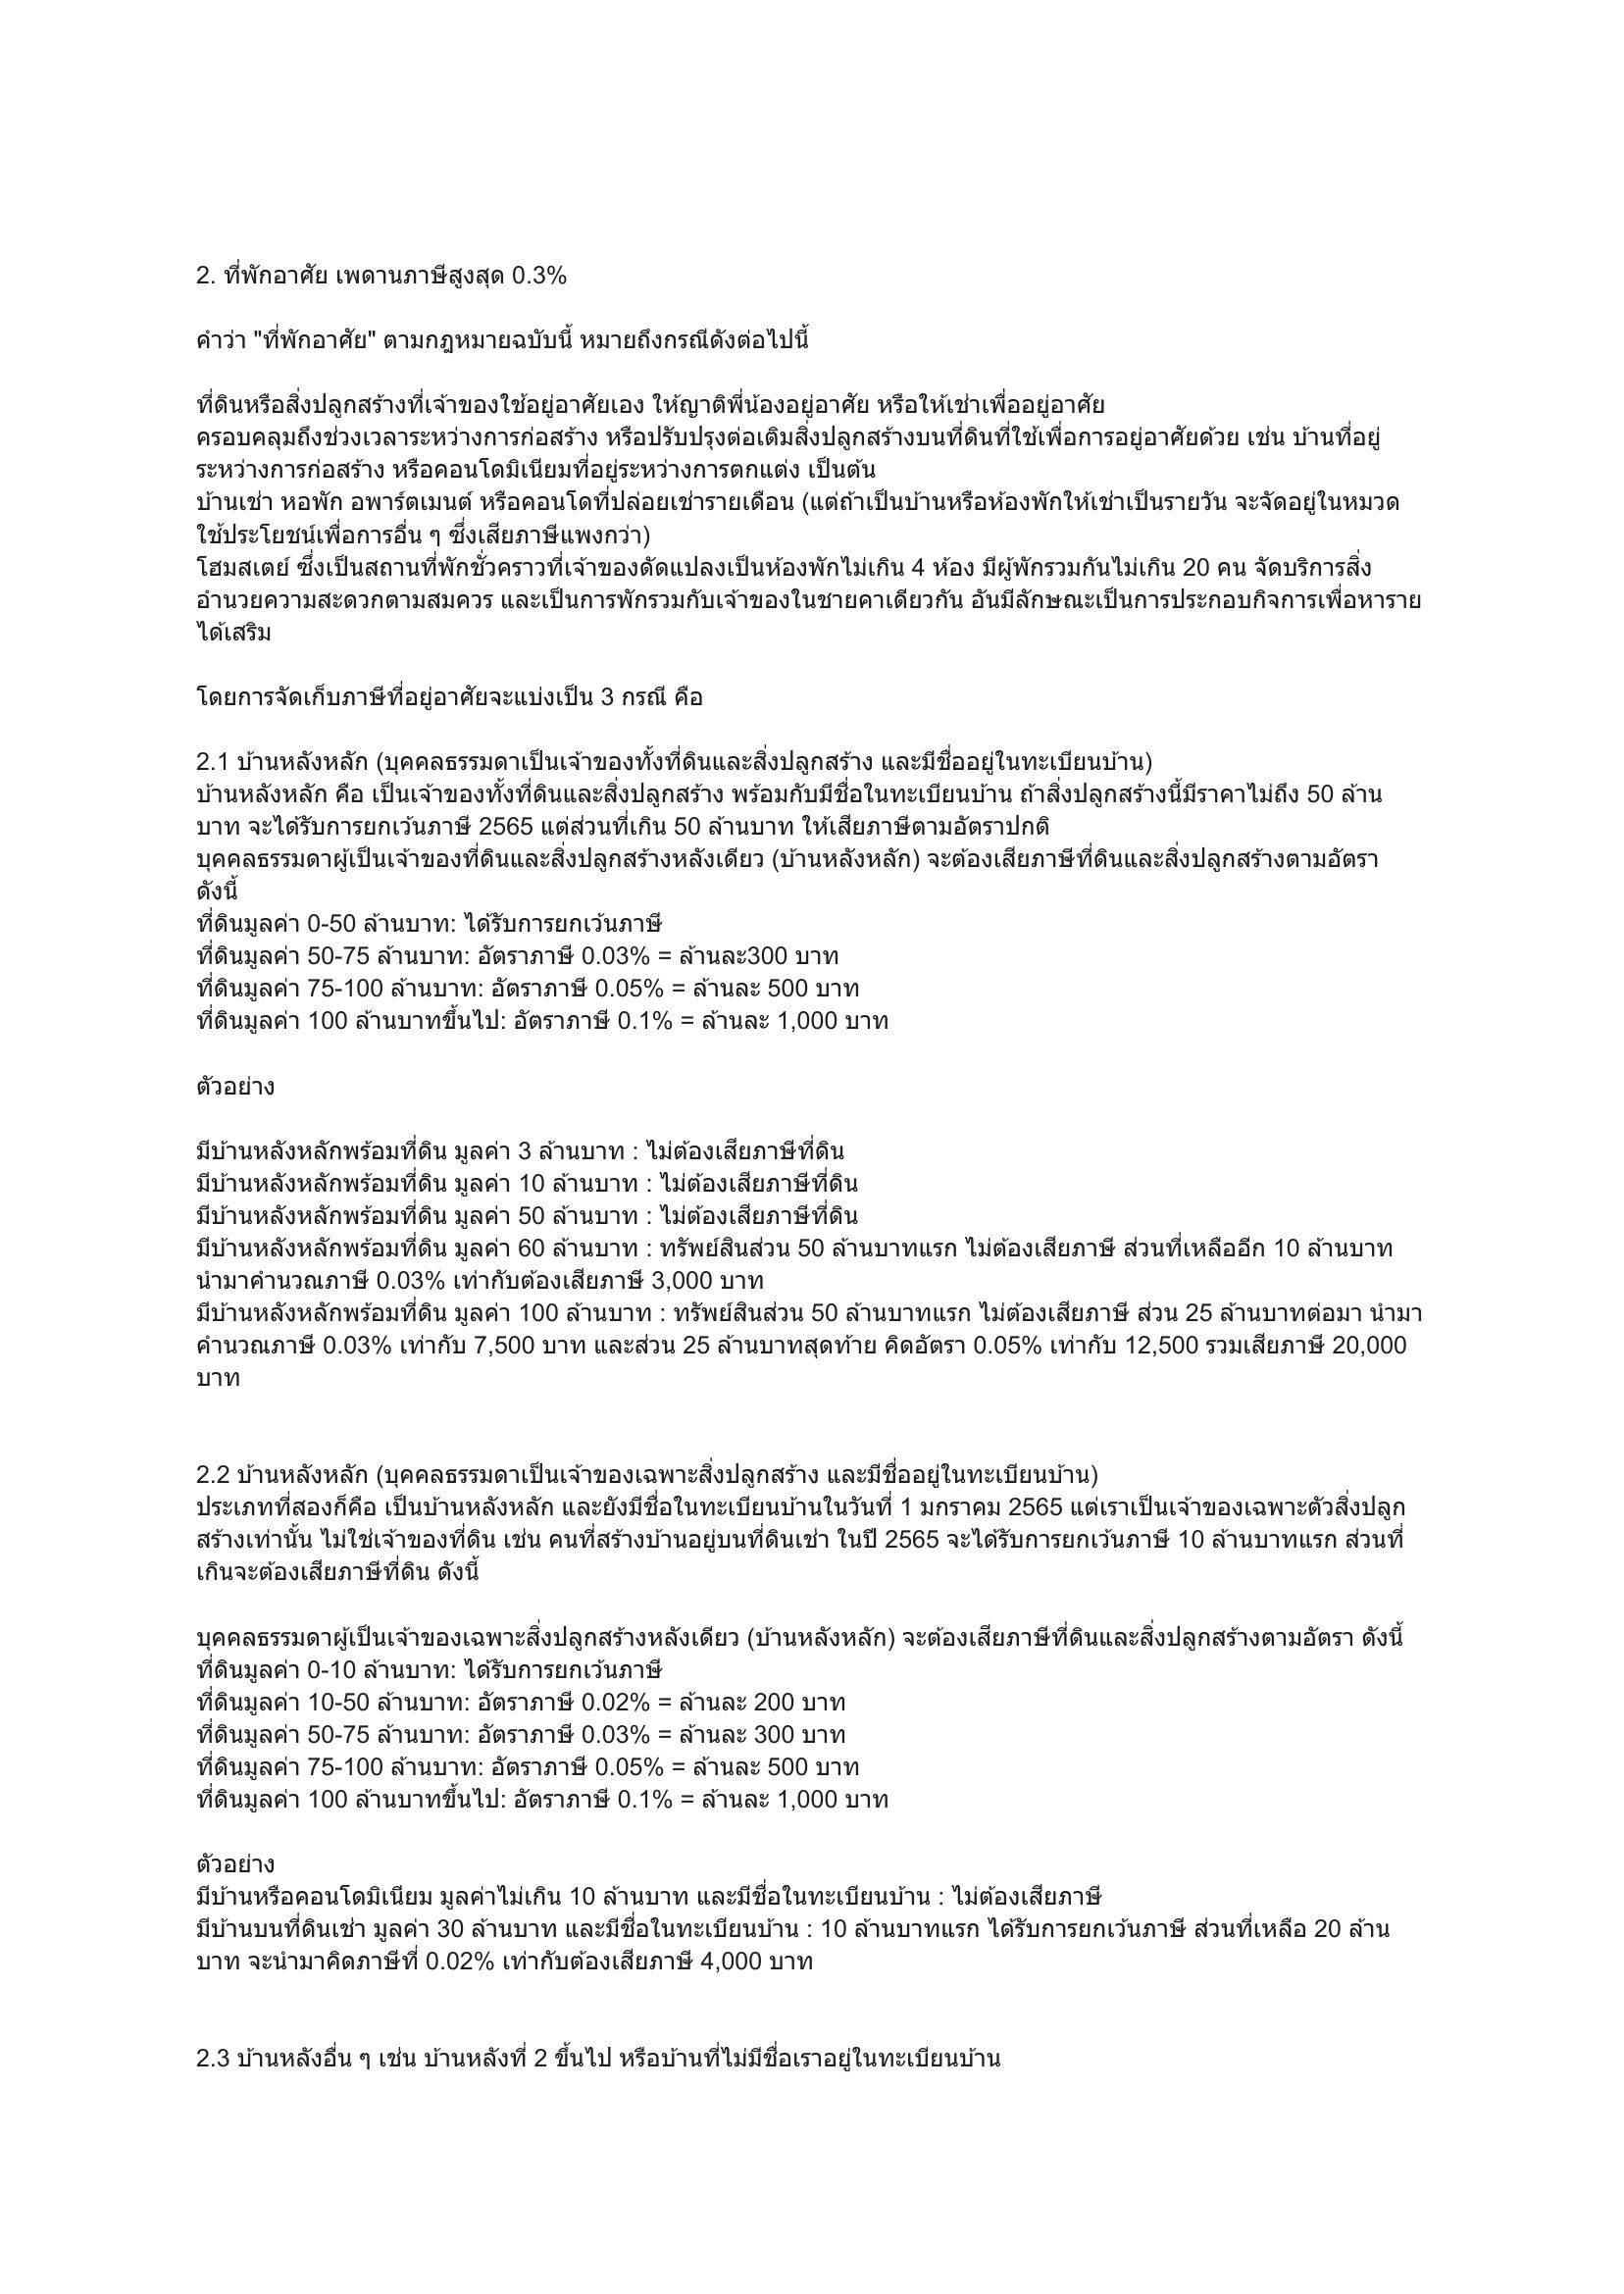 2. ที่พักอาศัย เพดานภาษีสูงสุด 0.3%
คำว่า "ที่พักอาศัย" ตามกฎหมายฉบับนี้ หมายถึงกรณีดังต่อไปนี้
ที่ดินหรือสิ่งปลูกสร้างที่เจ้าของใช้อยู่อาศัยเอง ให้ญาติพี่น้องอยู่อาศัย หรือให้เช่าเพื่ออยู่อาศัย
ครอบคลุมถึงช่วงเวลาระหว่างการก่อสร้าง หรือปรับปรุงต่อเติมสิ่งปลูกสร้างบนที่ดินที่ใช้เพื่อการอยู่อาศัยด้วย เช่น บ้านที่อยู่
ระหว่างการก่อสร้าง หรือคอนโดมิเนียมที่อยู่ระหว่างการตกแต่ง เป็นต้น
บ้านเช่า หอพัก อพาร์ตเมนต์ หรือคอนโดที่ปล่อยเช่ารายเดือน (แต่ถ้าเป็นบ้านหรือห้องพักให้เช่าเป็นรายวัน จะจัดอยู่ในหมวด
ใช้ประโยชน์เพื่อการอื่น ๆ ซึ่งเสียภาษีแพงกว่า)
โฮมสเตย์ ซึ่งเป็นสถานที่พักชั่วคราวที่เจ้าของดัดแปลงเป็นห้องพักไม่เกิน 4 ห้อง มีผู้พักรวมกันไม่เกิน 20 คน จัดบริการสิ่ง
อำนวยความสะดวกตามสมควร และเป็นการพักรวมกับเจ้าของในชายคาเดียวกัน อันมีลักษณะเป็นการประกอบกิจการเพื่อหาราย
ได้เสริม
โดยการจัดเก็บภาษีที่อยู่อาศัยจะแบ่งเป็น 3 กรณี คือ
2.1 บ้านหลังหลัก (บุคคลธรรมดาเป็นเจ้าของทั้งที่ดินและสิ่งปลูกสร้าง และมีชื่ออยู่ในทะเบียนบ้าน)
บ้านหลังหลัก คือ เป็นเจ้าของทั้งที่ดินและสิ่งปลูกสร้าง พร้อมกับมีชื่อในทะเบียนบ้าน ถ้าสิ่งปลูกสร้างนี้มีราคาไม่ถึง 50 ล้าน
บาท จะได้รับการยกเว้นภาษี 2565 แต่ส่วนที่เกิน 50 ล้านบาท ให้เสียภาษีตามอัตราปกติ
บุคคลธรรมดาผู้เป็นเจ้าของที่ดินและสิ่งปลูกสร้างหลังเดียว (บ้านหลังหลัก) จะต้องเสียภาษีที่ดินและสิ่งปลูกสร้างตามอัตรา
ดังนี้
ที่ดินมูลค่า 0-50 ล้านบาท: ได้รับการยกเว้นภาษี
ที่ดินมูลค่า 50-75 ล้านบาท: อัตราภาษี 0.03% = ล้านละ300 บาท
ที่ดินมูลค่า 75-100 ล้านบาท: อัตราภาษี 0.05% = ล้านละ 500 บาท
ที่ดินมูลค่า 100 ล้านบาทขึ้นไป: อัตราภาษี 0.1% = ล้านละ 1,000 บาท
ตัวอย่าง
มีบ้านหลังหลักพร้อมที่ดิน มูลค่า 3 ล้านบาท : ไม่ต้องเสียภาษีที่ดิน
มีบ้านหลังหลักพร้อมที่ดิน มูลค่า 10 ล้านบาท : ไม่ต้องเสียภาษีที่ดิน
มีบ้านหลังหลักพร้อมที่ดิน มูลค่า 50 ล้านบาท : ไม่ต้องเสียภาษีที่ดิน
มีบ้านหลังหลักพร้อมที่ดิน มูลค่า 60 ล้านบาท : ทรัพย์สินส่วน 50 ล้านบาทแรก ไม่ต้องเสียภาษี ส่วนที่เหลืออีก 10 ล้านบาท
นำมาคำนวณภาษี 0.03% เท่ากับต้องเสียภาษี 3,000 บาท
มีบ้านหลังหลักพร้อมที่ดิน มูลค่า 100 ล้านบาท : ทรัพย์สินส่วน 50 ล้านบาทแรก ไม่ต้องเสียภาษี ส่วน 25 ล้านบาทต่อมา นำมา
คำนวณภาษี 0.03% เท่ากับ 7,500 บาท และส่วน 25 ล้านบาทสุดท้าย คิดอัตรา 0.05% เท่ากับ 12,500 รวมเสียภาษี 20,000
บาท
2.2 บ้านหลังหลัก (บุคคลธรรมดาเป็นเจ้าของเฉพาะสิ่งปลูกสร้าง และมีชื่ออยู่ในทะเบียนบ้าน)
ประเภทที่สองก็คือ เป็นบ้านหลังหลัก และยังมีชื่อในทะเบียนบ้านในวันที่ 1 มกราคม 2565 แต่เราเป็นเจ้าของเฉพาะตัวสิ่งปลูก
สร้างเท่านั้น ไม่ใช่เจ้าของที่ดิน เช่น คนที่สร้างบ้านอยู่บนที่ดินเช่า ในปี 2565 จะได้รับการยกเว้นภาษี 10 ล้านบาทแรก ส่วนที่
เกินจะต้องเสียภาษีที่ดิน ดังนี้
บุคคลธรรมดาผู้เป็นเจ้าของเฉพาะสิ่งปลูกสร้างหลังเดียว (บ้านหลังหลัก) จะต้องเสียภาษีที่ดินและสิ่งปลูกสร้างตามอัตรา ดังนี้
ที่ดินมูลค่า 0-10 ล้านบาท: ได้รับการยกเว้นภาษี
ที่ดินมูลค่า 10-50 ล้านบาท: อัตราภาษี 0.02% = ล้านละ 200 บาท
ที่ดินมูลค่า 50-75 ล้านบาท: อัตราภาษี 0.03% = ล้านละ 300 บาท
ที่ดินมูลค่า 75-100 ล้านบาท: อัตราภาษี 0.05% = ล้านละ 500 บาท
ที่ดินมูลค่า 100 ล้านบาทขึ้นไป: อัตราภาษี 0.1% = ล้านละ 1,000 บาท
ตัวอย่าง
มีบ้านหรือคอนโดมิเนียม มูลค่าไม่เกิน 10 ล้านบาท และมีชื่อในทะเบียนบ้าน : ไม่ต้องเสียภาษี
มีบ้านบนที่ดินเช่า มูลค่า 30 ล้านบาท และมีชื่อในทะเบียนบ้าน : 10 ล้านบาทแรก ได้รับการยกเว้นภาษี ส่วนที่เหลือ 20 ล้าน
บาท จะนำมาคิดภาษีที่ 0.02% เท่ากับต้องเสียภาษี 4,000 บาท
2.3 บ้านหลังอื่น ๆ เช่น บ้านหลังที่ 2 ขึ้นไป หรือบ้านที่ไม่มีชื่อเราอยู่ในทะเบียนบ้าน